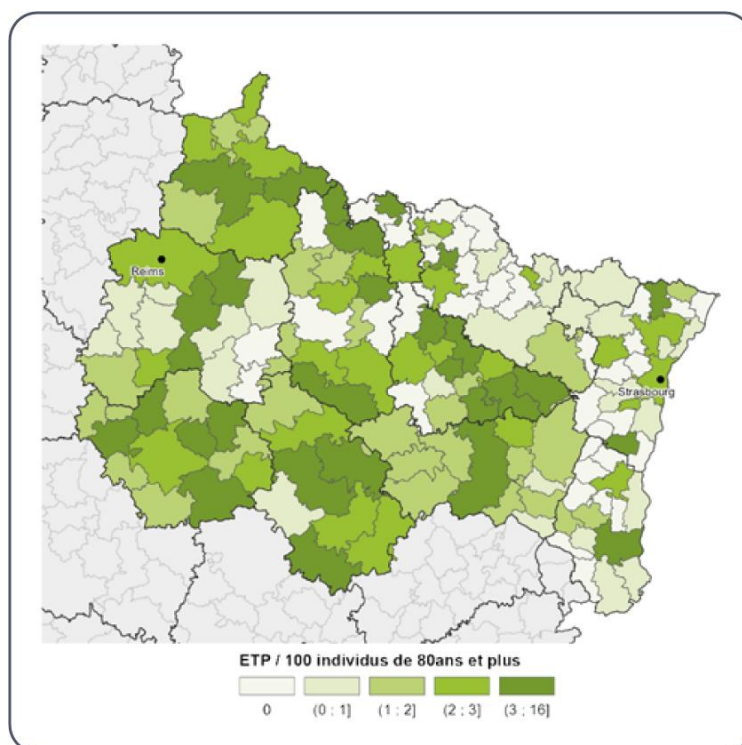 Reims
Strasbourg
ETP / 100 individus de 80ans et plus
0 (0 ; 1] (1 ; 2] (2 ; 3] (3 ; 16]